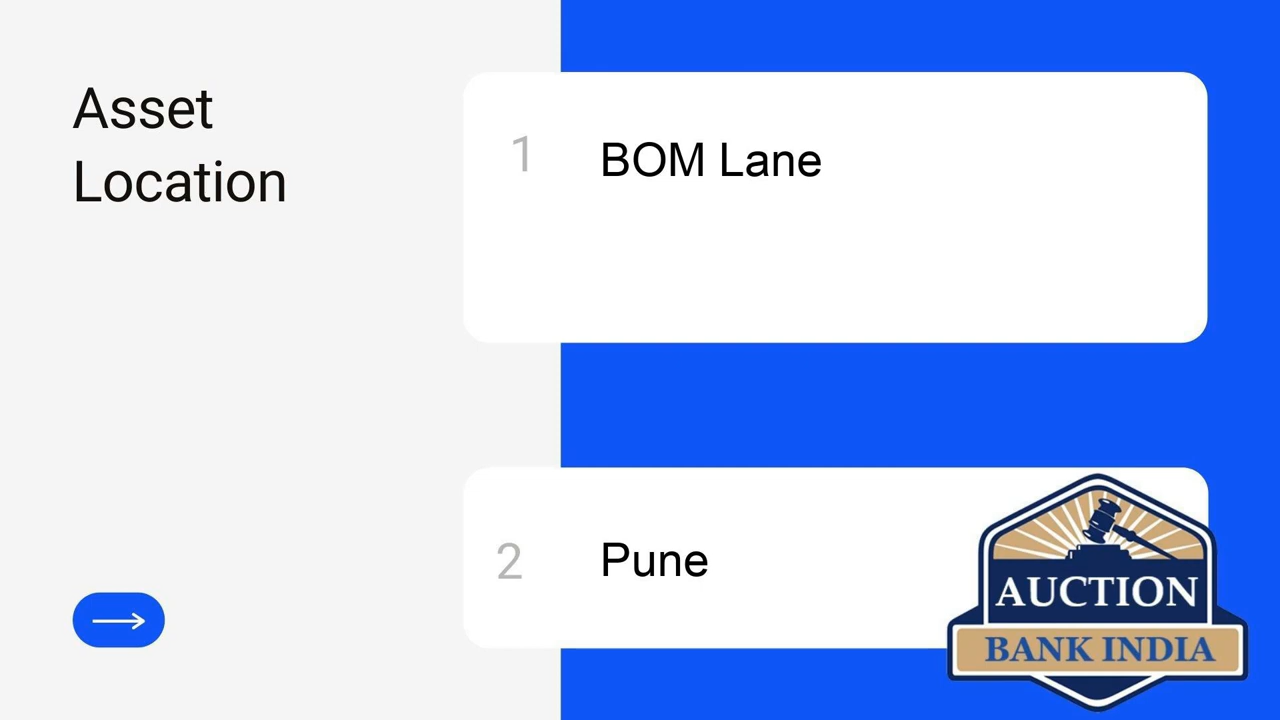 Asset
Location
1
BOM Lane
2
Pune
AUCTION
BANK INDIA